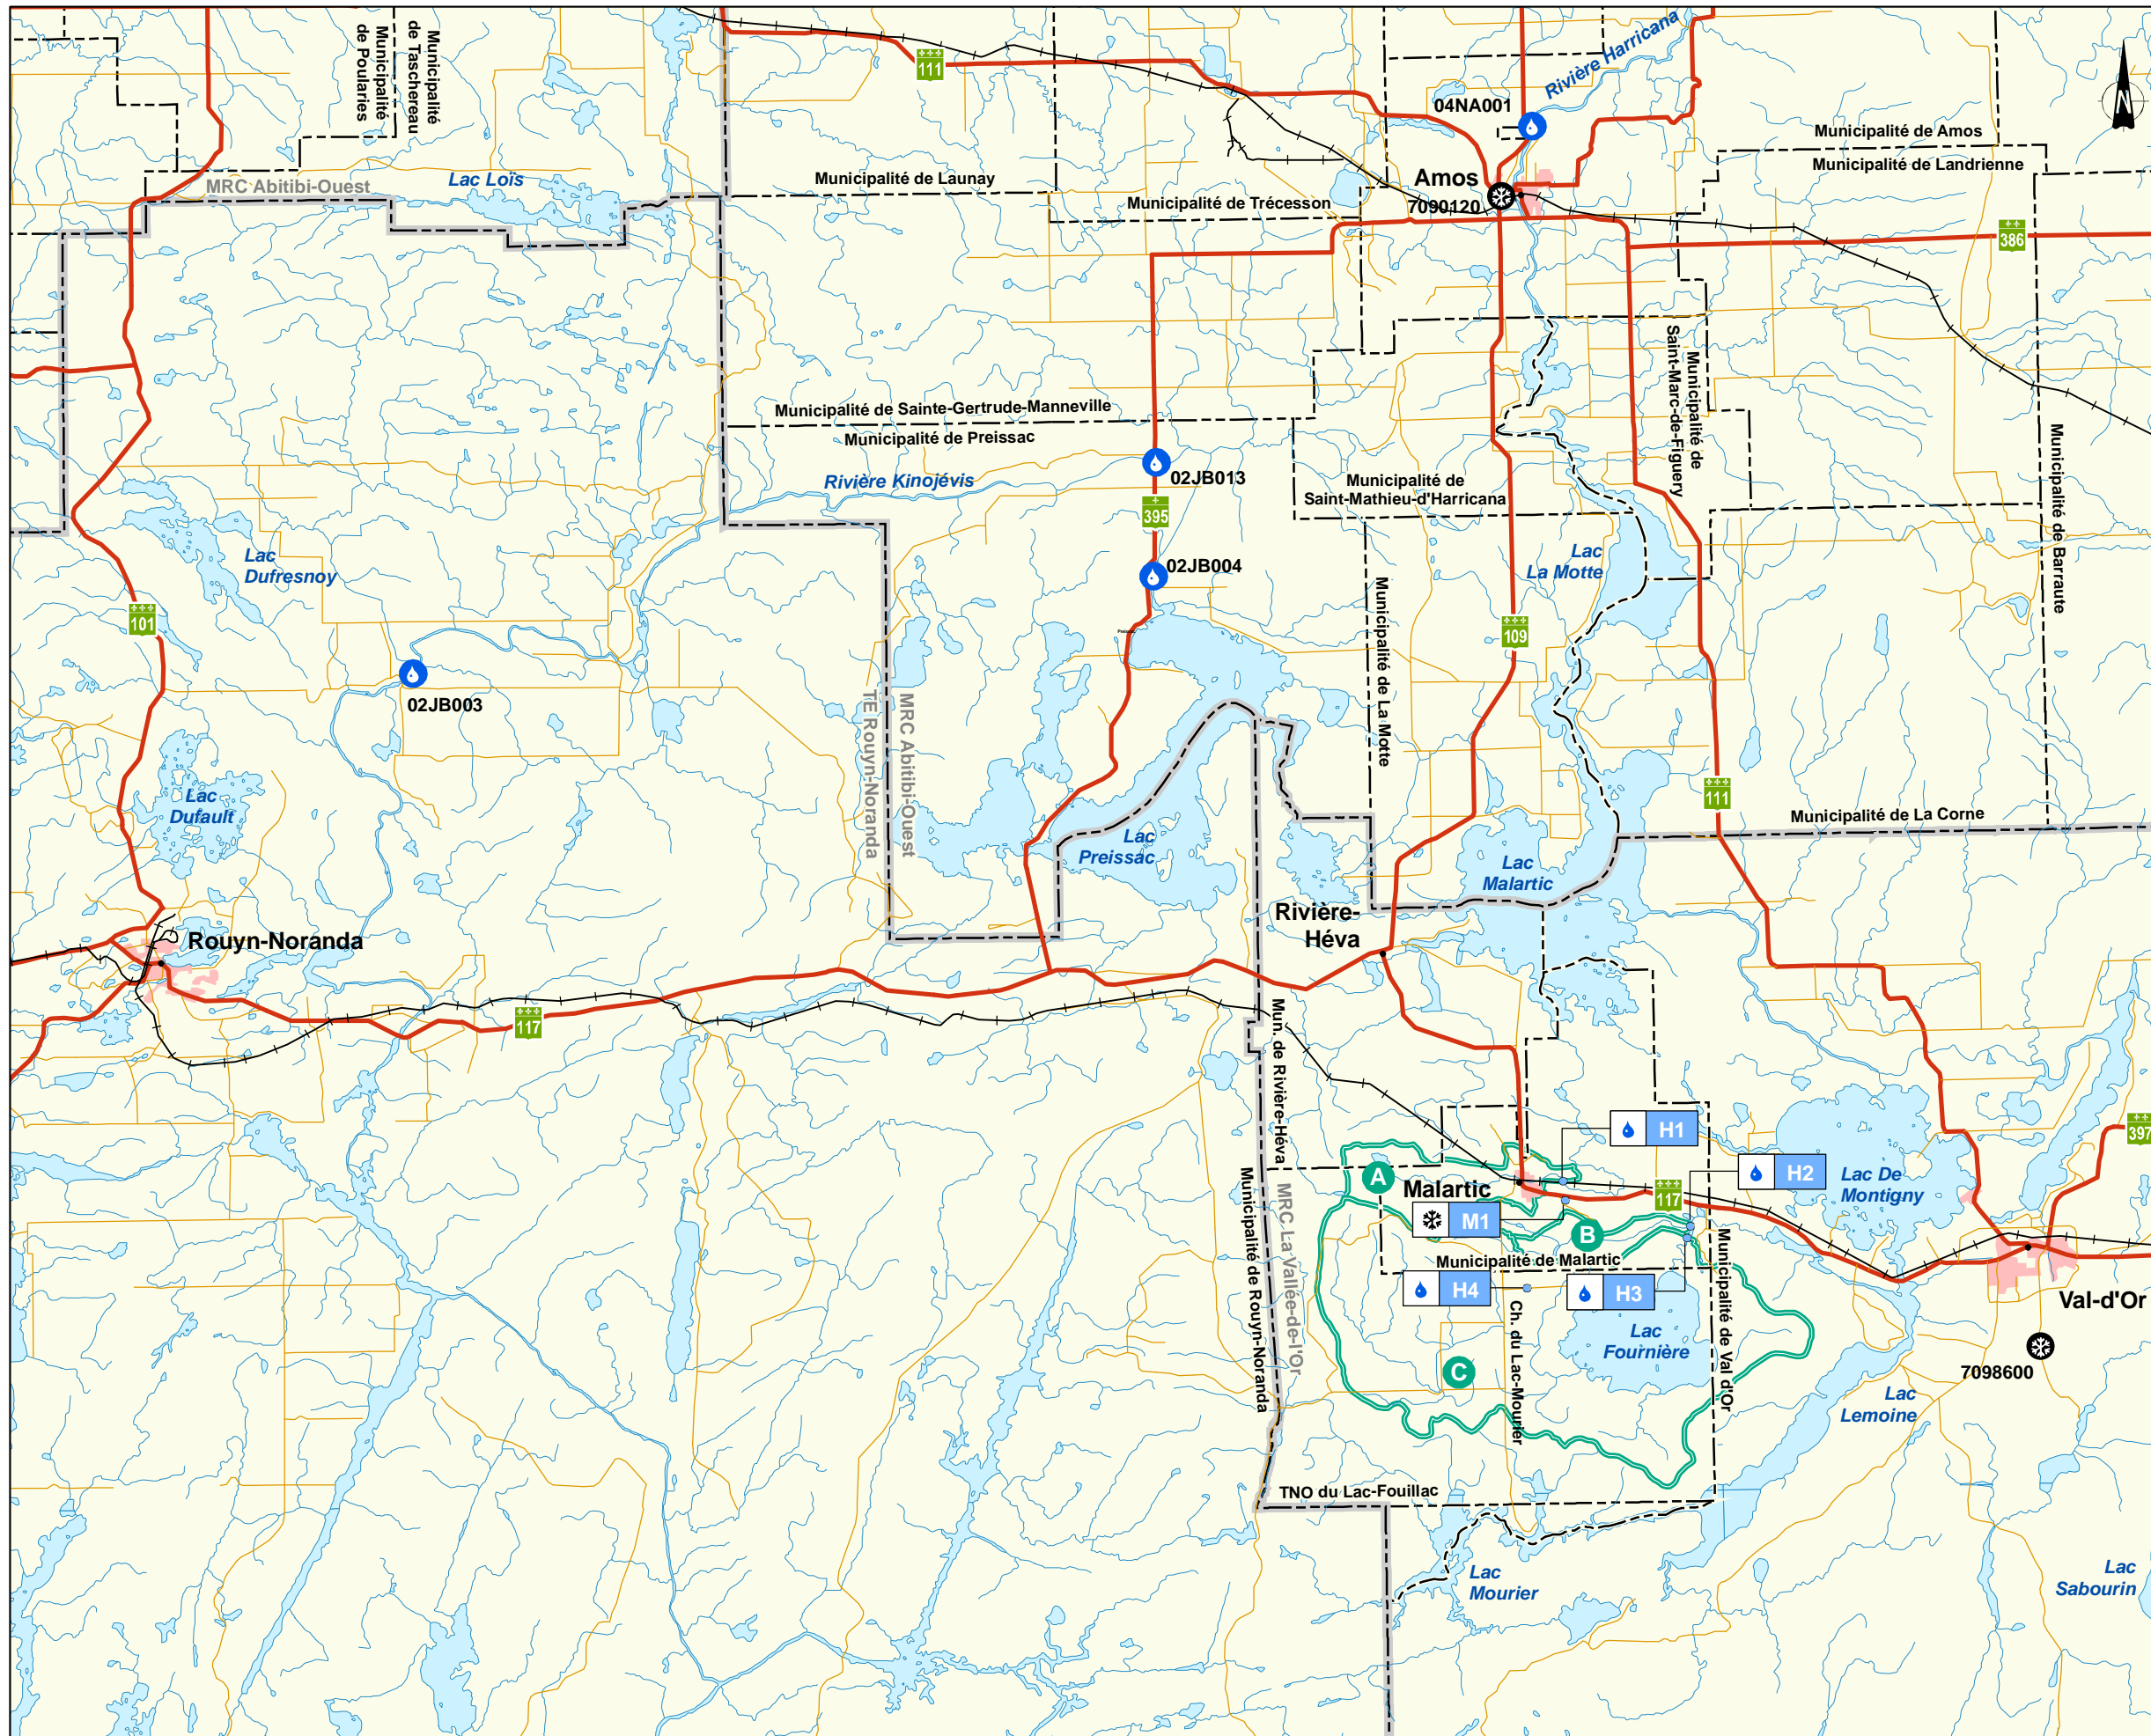 Municipalité
de Taschereau
Municipalité
de Poularies
111
Rivière Harricana
04NA001
Municipalité de Amos
Municipalité de Landrienne
N
MRC Abitibi-Ouest
Lac Loïs
Municipalité de Launay
Municipalité de Trécesson
Amos
7090120
386
Municipalité de
Saint-Marc-de-Figuery
Municipalité de Sainte-Gertrude-Manneville
Municipalité de Preissac
Rivière Kinojévis
02JB013
395
Municipalité de
Saint-Mathieu-d'Harricana
Municipalité de Barraute
Lac
Dufresnoy
02JB004
Lac
La Motte
101
Preissac
109
Municipalité de La Motte
02JB003
TE Rouyn-Noranda
MRC Abitibi-Ouest
Lac
Dufault
111
Municipalité de La Corne
Lac
Preissac
Lac
Malartic
Rivière-
Héva
Rouyn-Noranda
117
Mun. de Rivière-Héva
H1
397
A
Malartic
117
H2
Lac De
Montigny
M1
B
Municipalité de Malartic
Municipalité de Rouyn-Noranda
MRC La Vallée-de-l'Or
H4
H3
Ch. du Lac-Mourier
Municipalité de Val d'Or
Val-d'Or
Lac
Fournière
C
7098600
Lac
Lemoine
TNO du Lac-Fouillac
Lac
Mourier
Lac
Sabourin